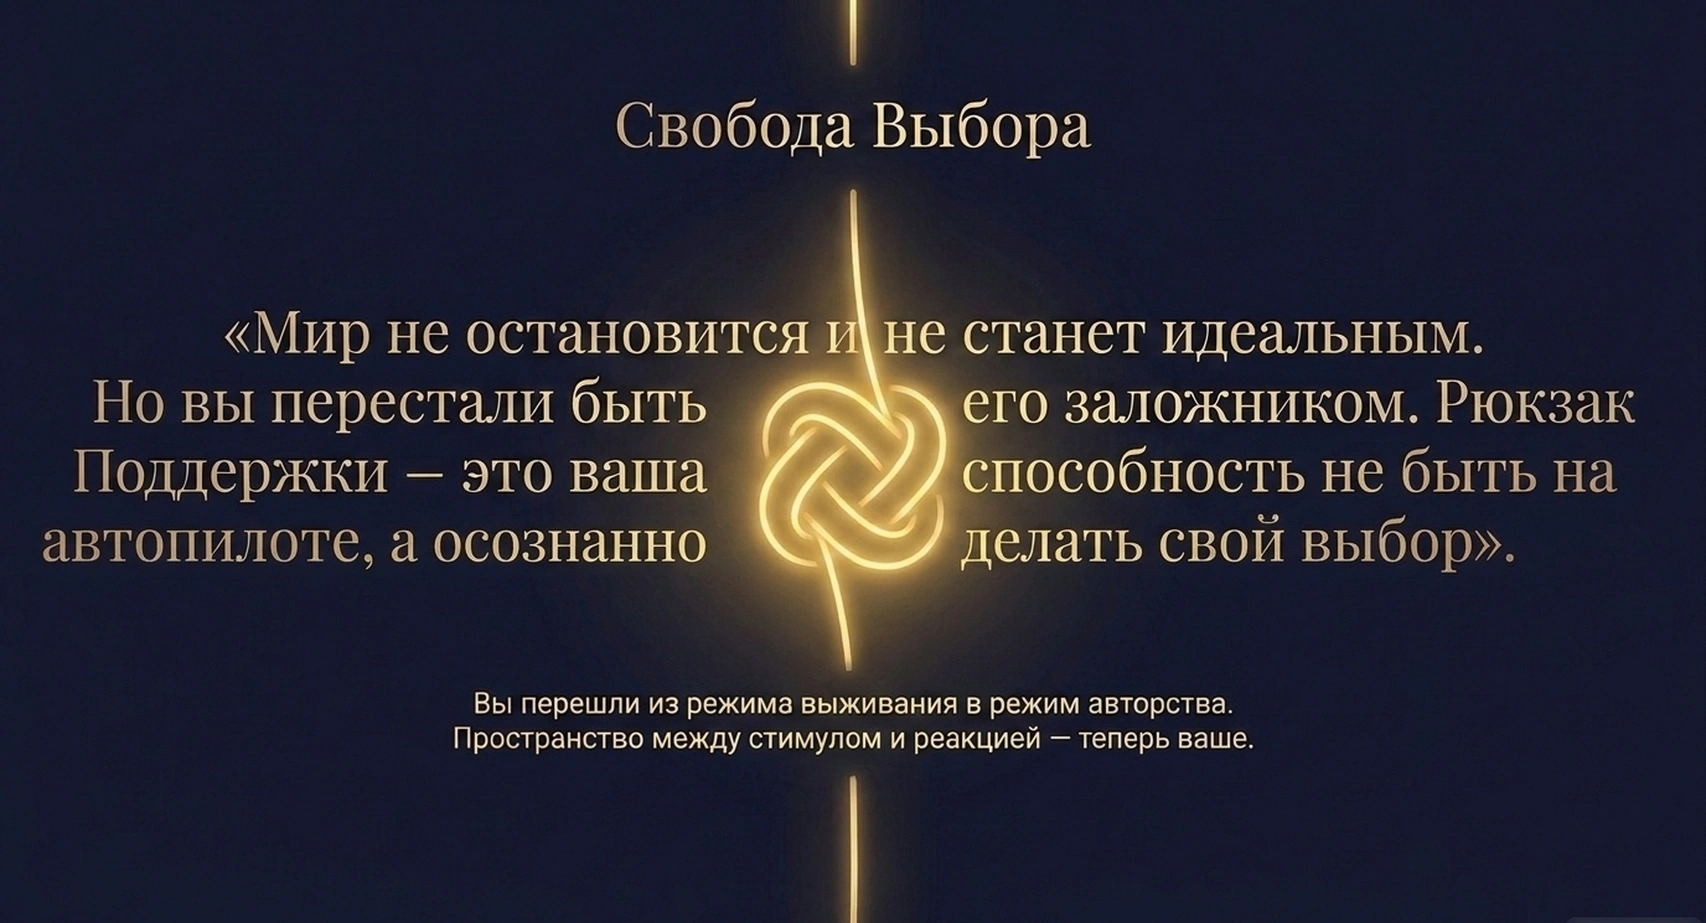 Свобода Выбора
«Мир не остановится и не станет идеальным.
Но вы перестали быть его заложником. Рюкзак
Поддержки — это ваша способность не быть на
автопилоте, а осознанно делать свой выбор».
Вы перешли из режима выживания в режим авторства.
Пространство между стимулом и реакцией — теперь ваше.